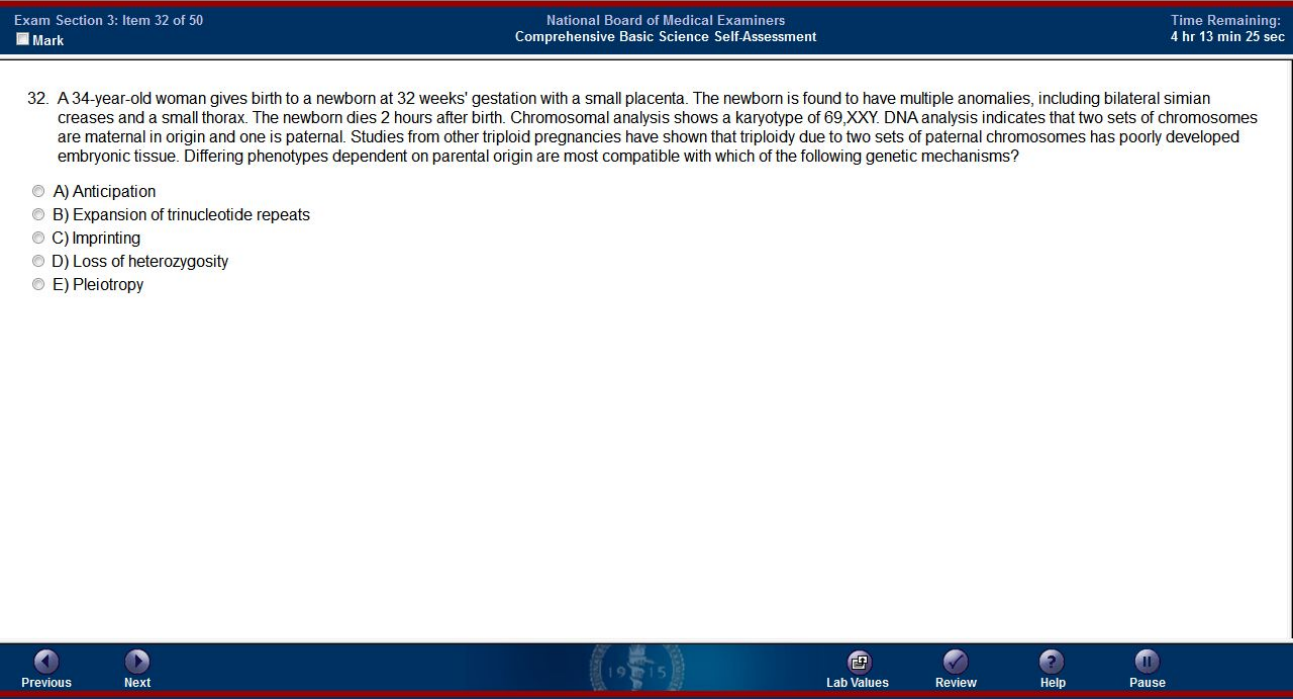 Exam Section 3: Item 32 of 50
National Board of Medical Examiners
Time Remaining:
Mark
Comprehensive Basic Science Self-Assessment
4 hr 13 min 25 sec
32. A 34-year-old woman gives birth to a newborn at 32 weeks' gestation with a small placenta. The newborn is found to have multiple anomalies, including bilateral simian
creases and a small thorax. The newborn dies 2 hours after birth. Chromosomal analysis shows a karyotype of 69,XXY. DNA analysis indicates that two sets of chromosomes
are maternal in origin and one is paternal. Studies from other triploid pregnancies have shown that triploidy due to two sets of paternal chromosomes has poorly developed
embryonic tissue. Differing phenotypes dependent on parental origin are most compatible with which of the following genetic mechanisms?
A) Anticipation
B) Expansion of trinucleotide repeats
C) Imprinting
D) Loss of heterozygosity
E) Pleiotropy
1915
Previous
Next
Lab Values
Review
Help
Pause